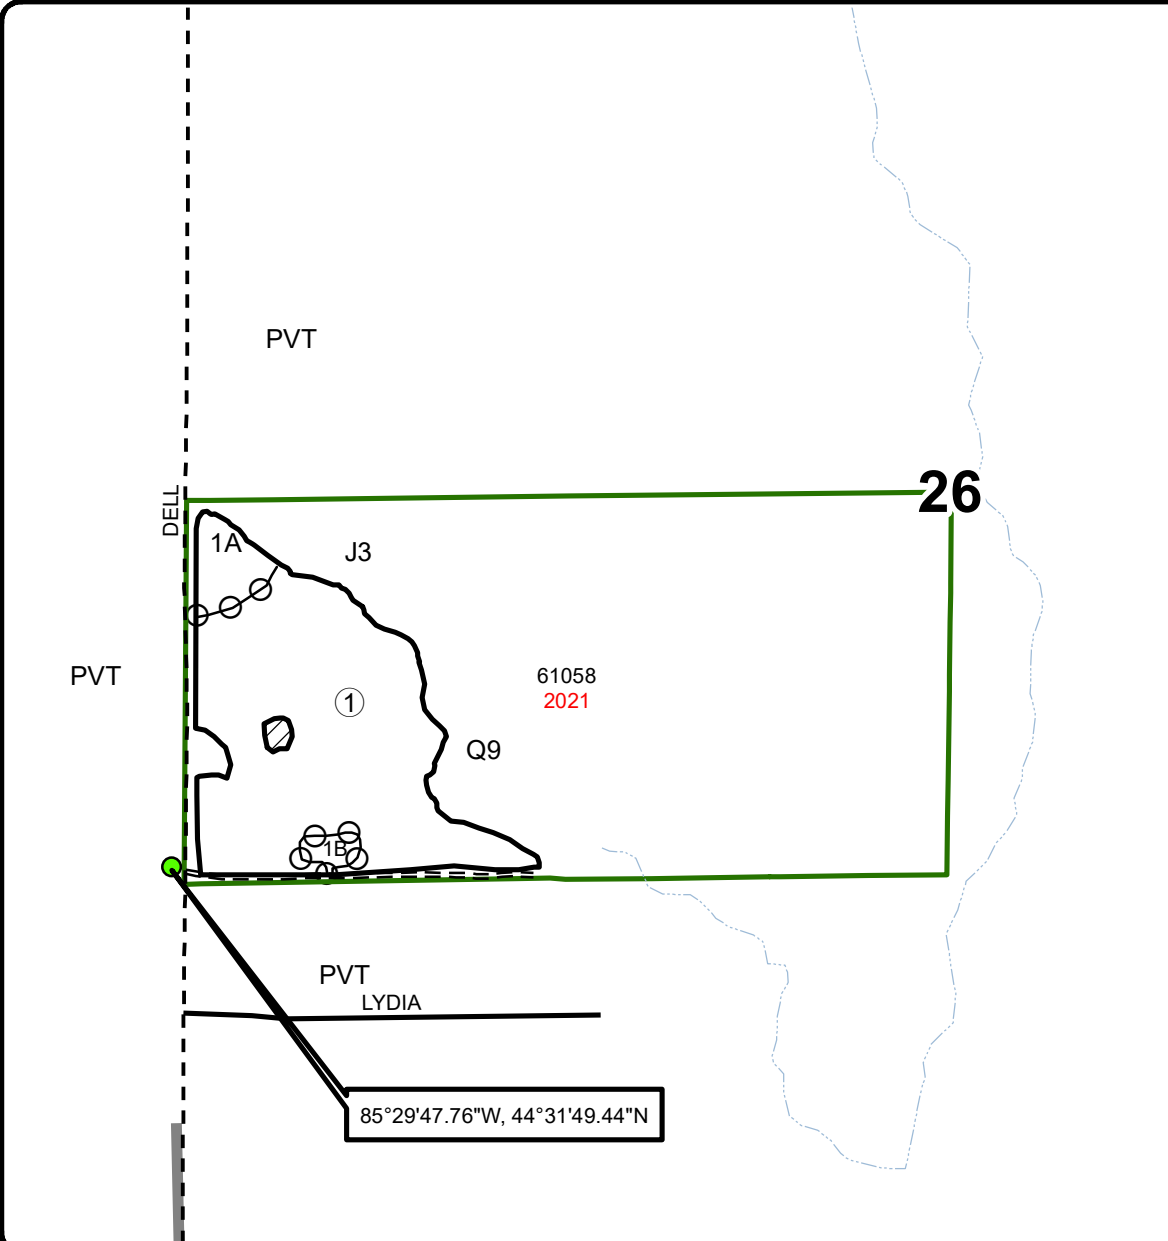 PVT
26
DELL
1A
J3
PVT
61058
2021
1
Q9
1B
PVT
LYDIA
85°29'47.76"W, 44°31'49.44"N